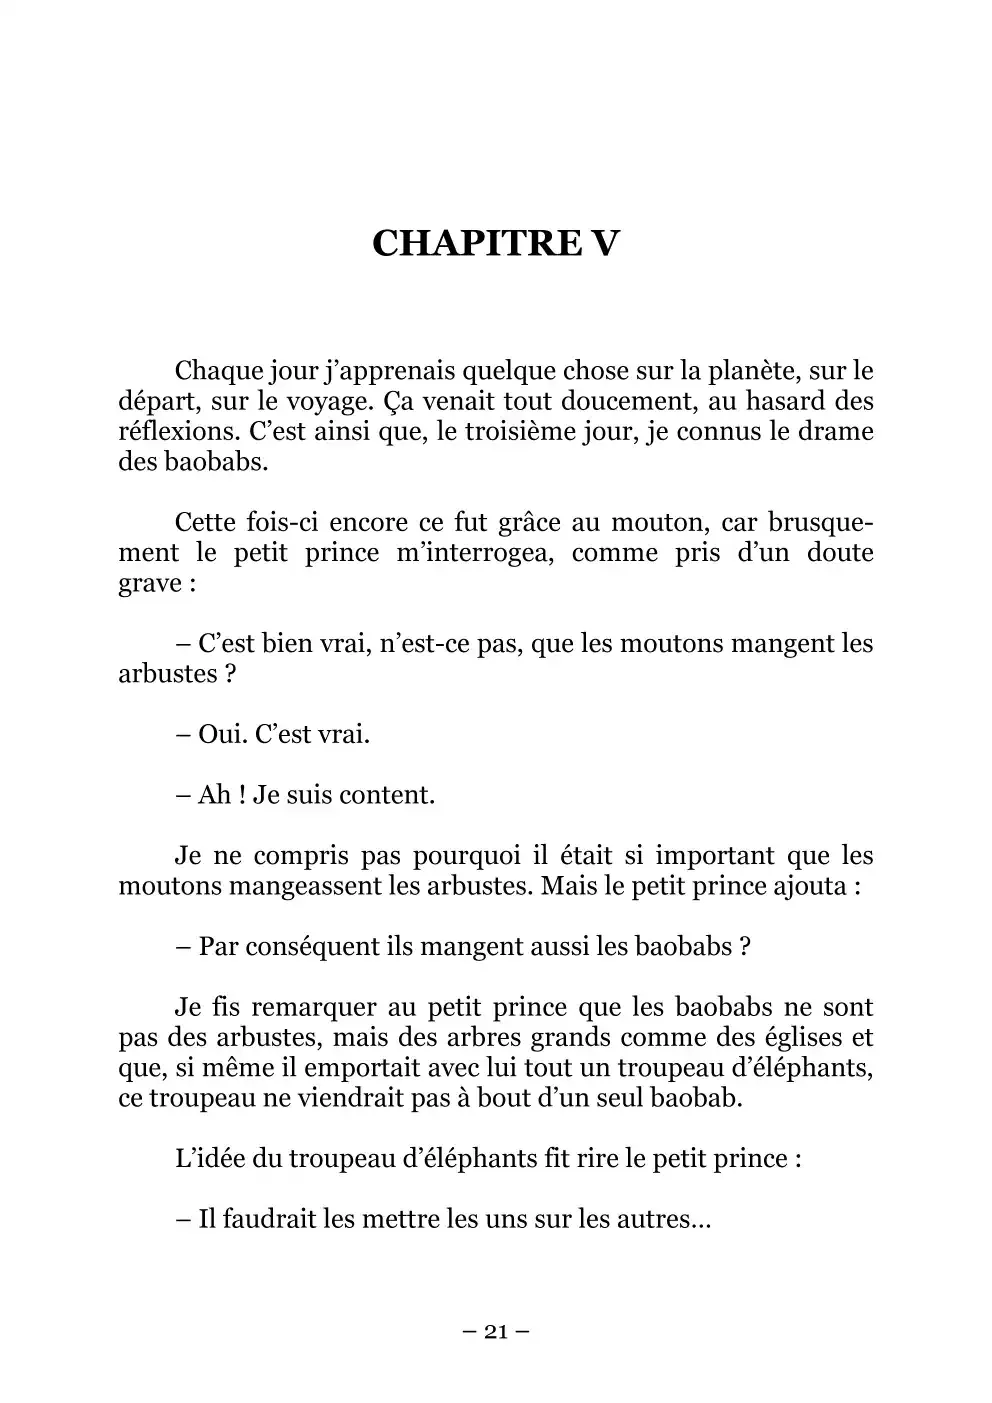 CHAPITRE V
Chaque jour j’apprenais quelque chose sur la planète, sur le
départ, sur le voyage. Ça venait tout doucement, au hasard des
réflexions. C’est ainsi que, le troisième jour, je connus le drame
des baobabs.
Cette fois-ci encore ce fut grâce au mouton, car brusque-
ment le petit prince m’interrogea, comme pris d’un doute
grave :
– C’est bien vrai, n’est-ce pas, que les moutons mangent les
arbustes ?
– Oui. C’est vrai.
– Ah ! Je suis content.
Je ne compris pas pourquoi il était si important que les
moutons mangeassent les arbustes. Mais le petit prince ajouta :
– Par conséquent ils mangent aussi les baobabs ?
Je fis remarquer au petit prince que les baobabs ne sont
pas des arbustes, mais des arbres grands comme des églises et
que, si même il emportait avec lui tout un troupeau d’éléphants,
ce troupeau ne viendrait pas à bout d’un seul baobab.
L’idée du troupeau d’éléphants fit rire le petit prince :
– Il faudrait les mettre les uns sur les autres…
– 21 –